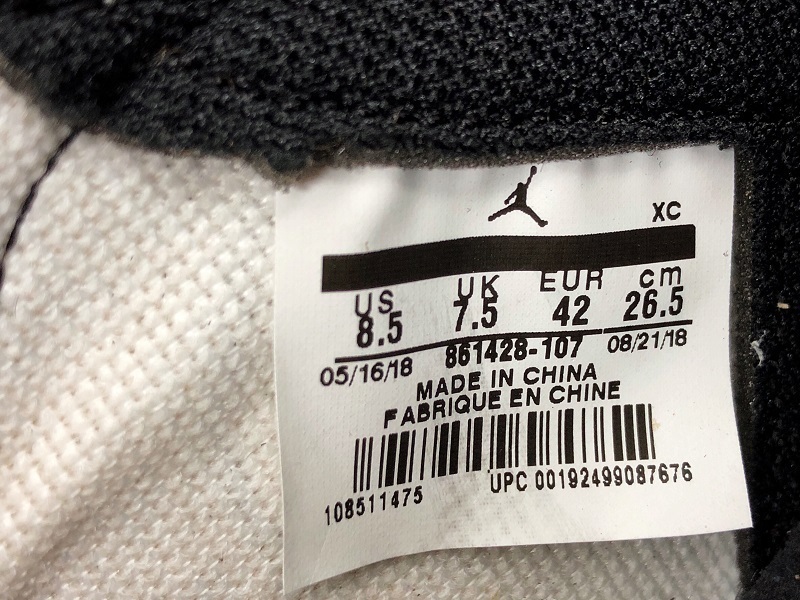 XC
US UK EUR cm
8.5 7.5 42 26.5
05/16/18 861428-107 08/21/18
MADE IN CHINA
FABRIQUE EN CHINE
108511475 UPC 00192499087676